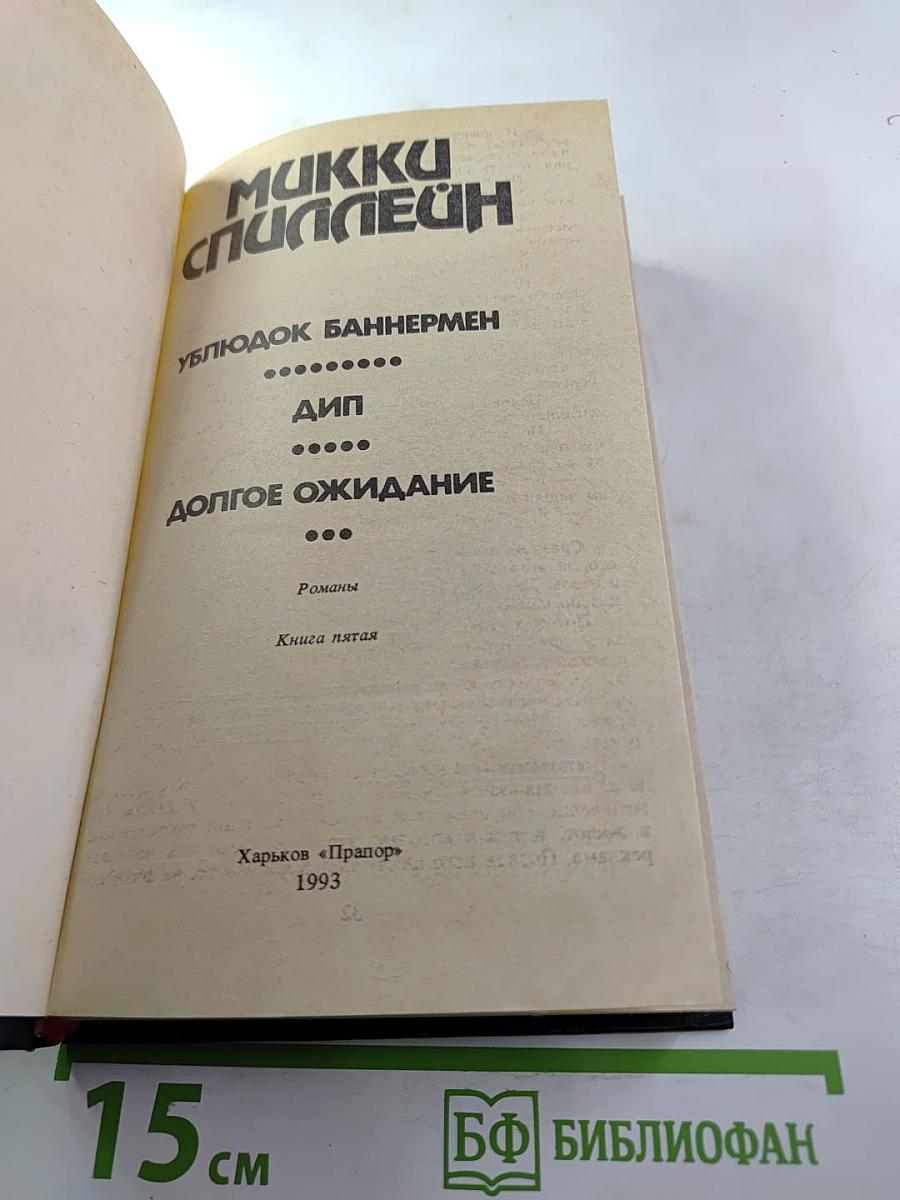 МИККИ
СПИЛЛЕЙН
УБЛЮДОК БАННЕРМЕН
●●●●●●●●●
ДИП
●●●●●
ДОЛГОЕ ОЖИДАНИЕ
●●●
Романы
Книга пятая
Харьков «Прапор»
1993
15 см
БФ БИБЛИОФАН